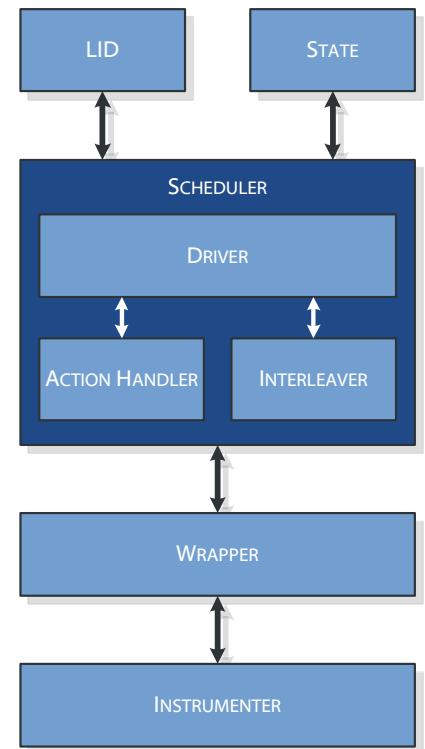 LID
STATE
SCHEDULER
DRIVER
ACTION HANDLER
INTERLEAVER
WRAPPER
INSTRUMENTER